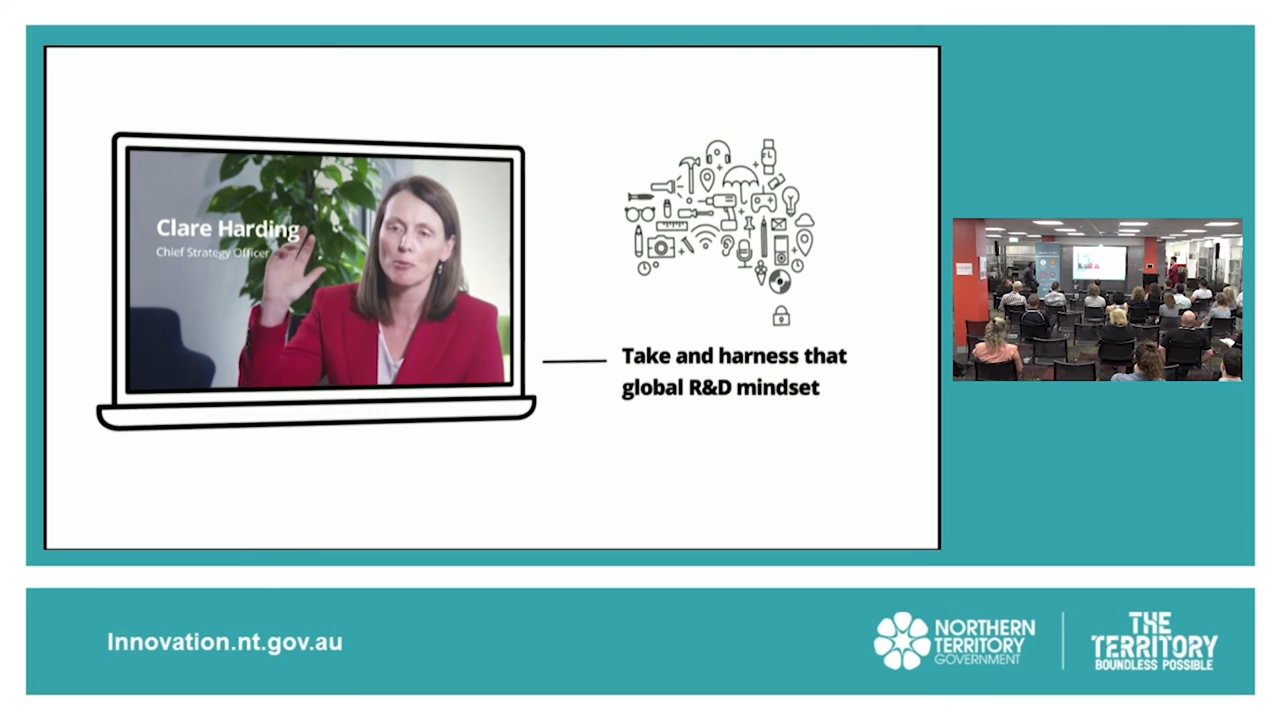 Clare Harding
Chief Strategy Officer
Take and harness that
global R&D mindset
Innovation.nt.gov.au
NORTHERN
TERRITORY
GOVERNMENT
THE
TERRITORY
BOUNDLESS POSSIBLE